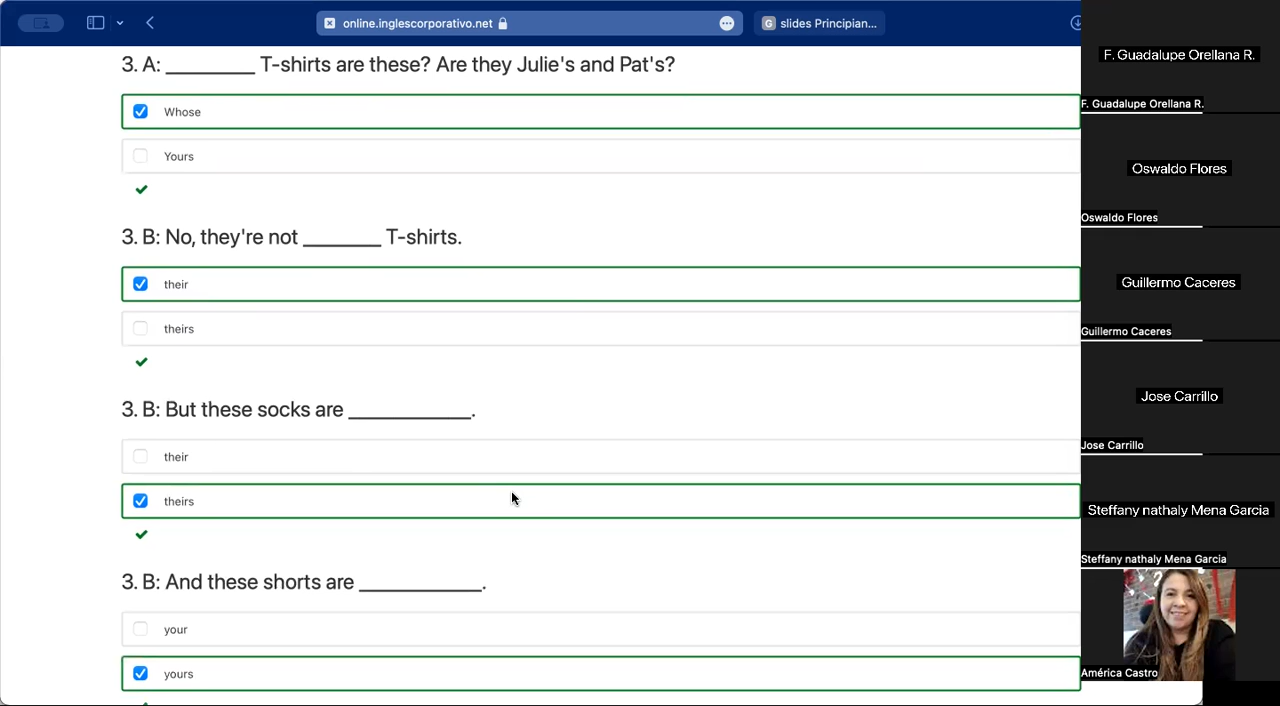 online.inglescorporativo.net
G slides Principian...
3. A: __________ T-shirts are these? Are they Julie's and Pat's?
Whose
Yours
3. B: No, they're not _________ T-shirts.
their
theirs
3. B: But these socks are ______________.
their
theirs
3. B: And these shorts are ______________.
your
yours
F. Guadalupe Orellana R.
F. Guadalupe Orellana R.
Oswaldo Flores
Oswaldo Flores
Guillermo Caceres
Guillermo Caceres
Jose Carrillo
Jose Carrillo
Steffany nathaly Mena Garcia
Steffany nathaly Mena Garcia
América Castro